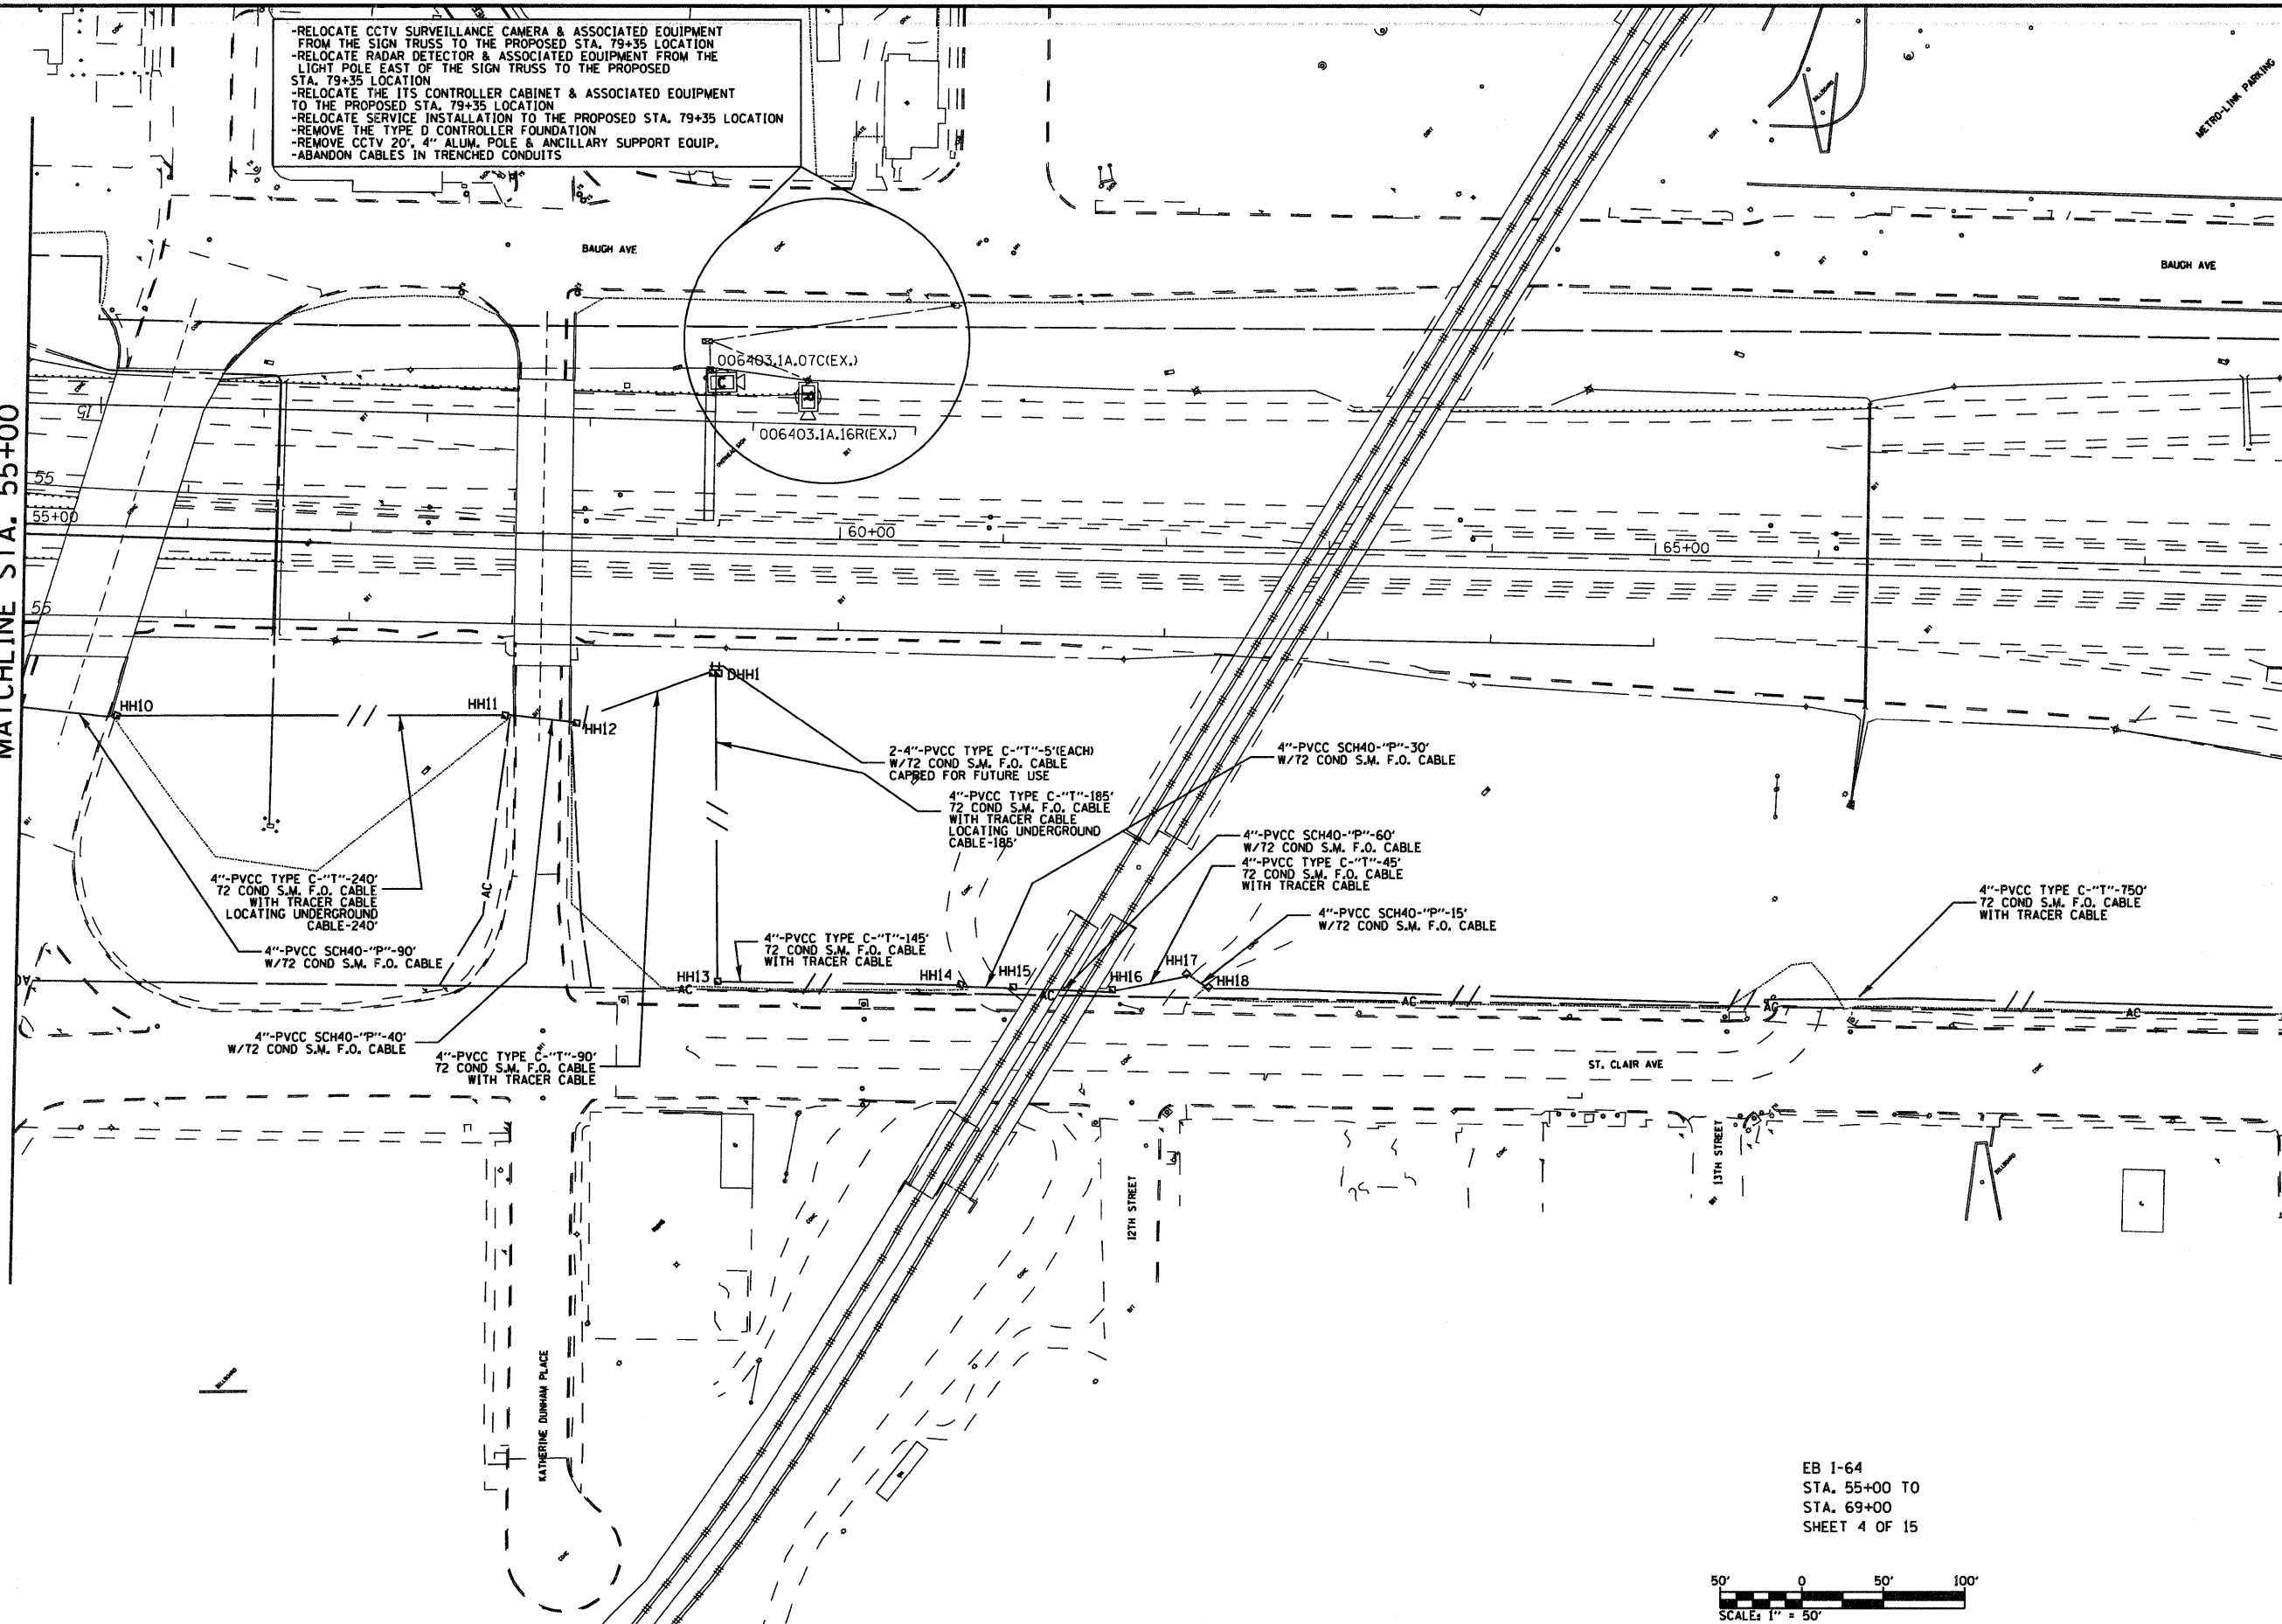 -RELOCATE CCTV SURVEILLANCE CAMERA & ASSOCIATED EQUIPMENT
FROM THE SIGN TRUSS TO THE PROPOSED STA. 79+35 LOCATION
-RELOCATE RADAR DETECTOR & ASSOCIATED EQUIPMENT FROM THE
LIGHT POLE EAST OF THE SIGN TRUSS TO THE PROPOSED
STA. 79+35 LOCATION
-RELOCATE THE ITS CONTROLLER CABINET & ASSOCIATED EQUIPMENT
TO THE PROPOSED STA. 79+35 LOCATION
-RELOCATE SERVICE INSTALLATION TO THE PROPOSED STA. 79+35 LOCATION
-REMOVE THE TYPE D CONTROLLER FOUNDATION
-REMOVE CCTV 20', 4" ALUM. POLE & ANCILLARY SUPPORT EQUIP.
-ABANDON CABLES IN TRENCHED CONDUITS
BILLBOARD
METRO-LINK PARKING
BAUGH AVE
BAUGH AVE
006403.1A.07C(EX.)
C
R
006403.1A.16R(EX.)
OVERHEAD SIGN
MATCHLINE STA. 55+00
15
55
55+00
60+00
65+00
55
HH10
HH11
HH12
DHH1
2-4"-PVCC TYPE C-"T"-5'(EACH)
W/72 COND S.M. F.O. CABLE
CAPPED FOR FUTURE USE
4"-PVCC SCH40-"P"-30'
W/72 COND S.M. F.O. CABLE
4"-PVCC TYPE C-"T"-185'
72 COND S.M. F.O. CABLE
WITH TRACER CABLE
LOCATING UNDERGROUND
CABLE-185'
4"-PVCC SCH40-"P"-60'
W/72 COND S.M. F.O. CABLE
4"-PVCC TYPE C-"T"-45'
72 COND S.M. F.O. CABLE
WITH TRACER CABLE
4"-PVCC TYPE C-"T"-240'
72 COND S.M. F.O. CABLE
WITH TRACER CABLE
LOCATING UNDERGROUND
CABLE-240'
AC
4"-PVCC SCH40-"P"-15'
W/72 COND S.M. F.O. CABLE
4"-PVCC TYPE C-"T"-750'
72 COND S.M. F.O. CABLE
WITH TRACER CABLE
4"-PVCC SCH40-"P"-90'
W/72 COND S.M. F.O. CABLE
4"-PVCC TYPE C-"T"-145'
72 COND S.M. F.O. CABLE
WITH TRACER CABLE
HH13
HH14
HH15
HH16
HH17
HH18
AC
AC
AC
AC
AC
AC
4"-PVCC SCH40-"P"-40'
W/72 COND S.M. F.O. CABLE
4"-PVCC TYPE C-"T"-90'
72 COND S.M. F.O. CABLE
WITH TRACER CABLE
ST. CLAIR AVE
12TH STREET
13TH STREET
BILLBOARD
KATHERINE DUNHAM PLACE
BILLBOARD
EB I-64
STA. 55+00 TO
STA. 69+00
SHEET 4 OF 15
50' 0 50' 100'
SCALE: 1" = 50'